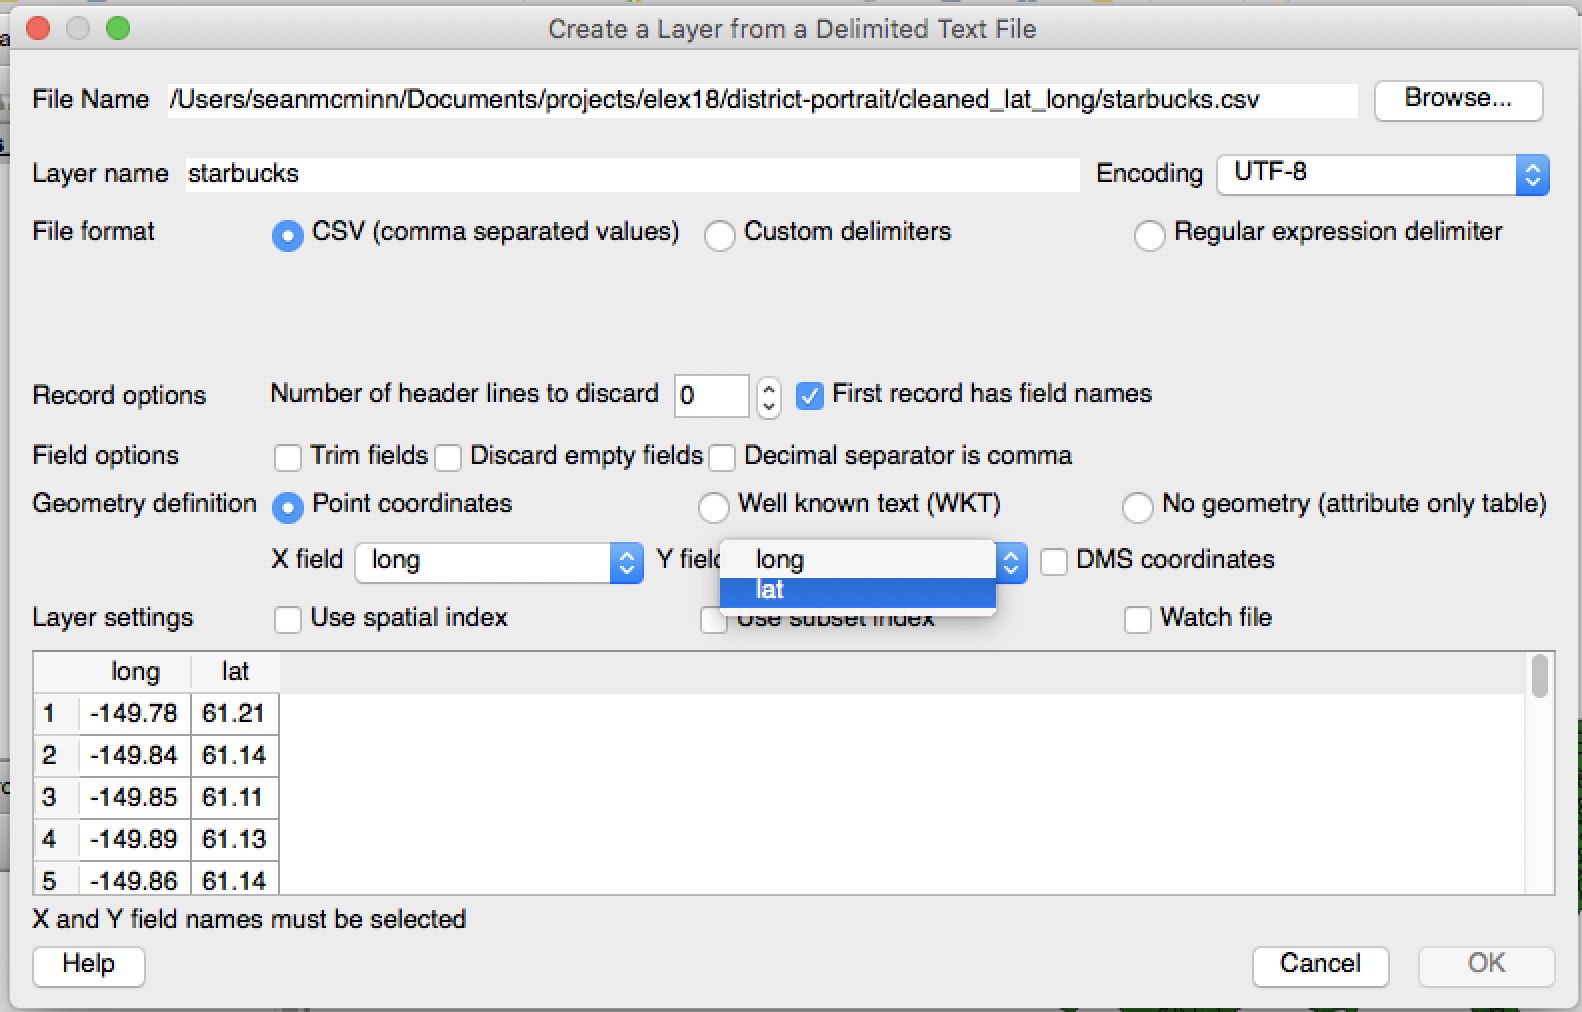 Create a Layer from a Delimited Text File
File Name /Users/seanmcminn/Documents/projects/elex18/district-portrait/cleaned_lat_long/starbucks.csv Browse...
Layer name starbucks Encoding UTF-8
File format CSV (comma separated values) Custom delimiters Regular expression delimiter
Record options Number of header lines to discard 0 First record has field names
Field options Trim fields Discard empty fields Decimal separator is comma
Geometry definition Point coordinates Well known text (WKT) No geometry (attribute only table)
X field long Y field long DMS coordinates
lat
Layer settings Use spatial index Use subset index Watch file
long lat
1 -149.78 61.21
2 -149.84 61.14
3 -149.85 61.11
4 -149.89 61.13
5 -149.86 61.14
X and Y field names must be selected
Help Cancel OK